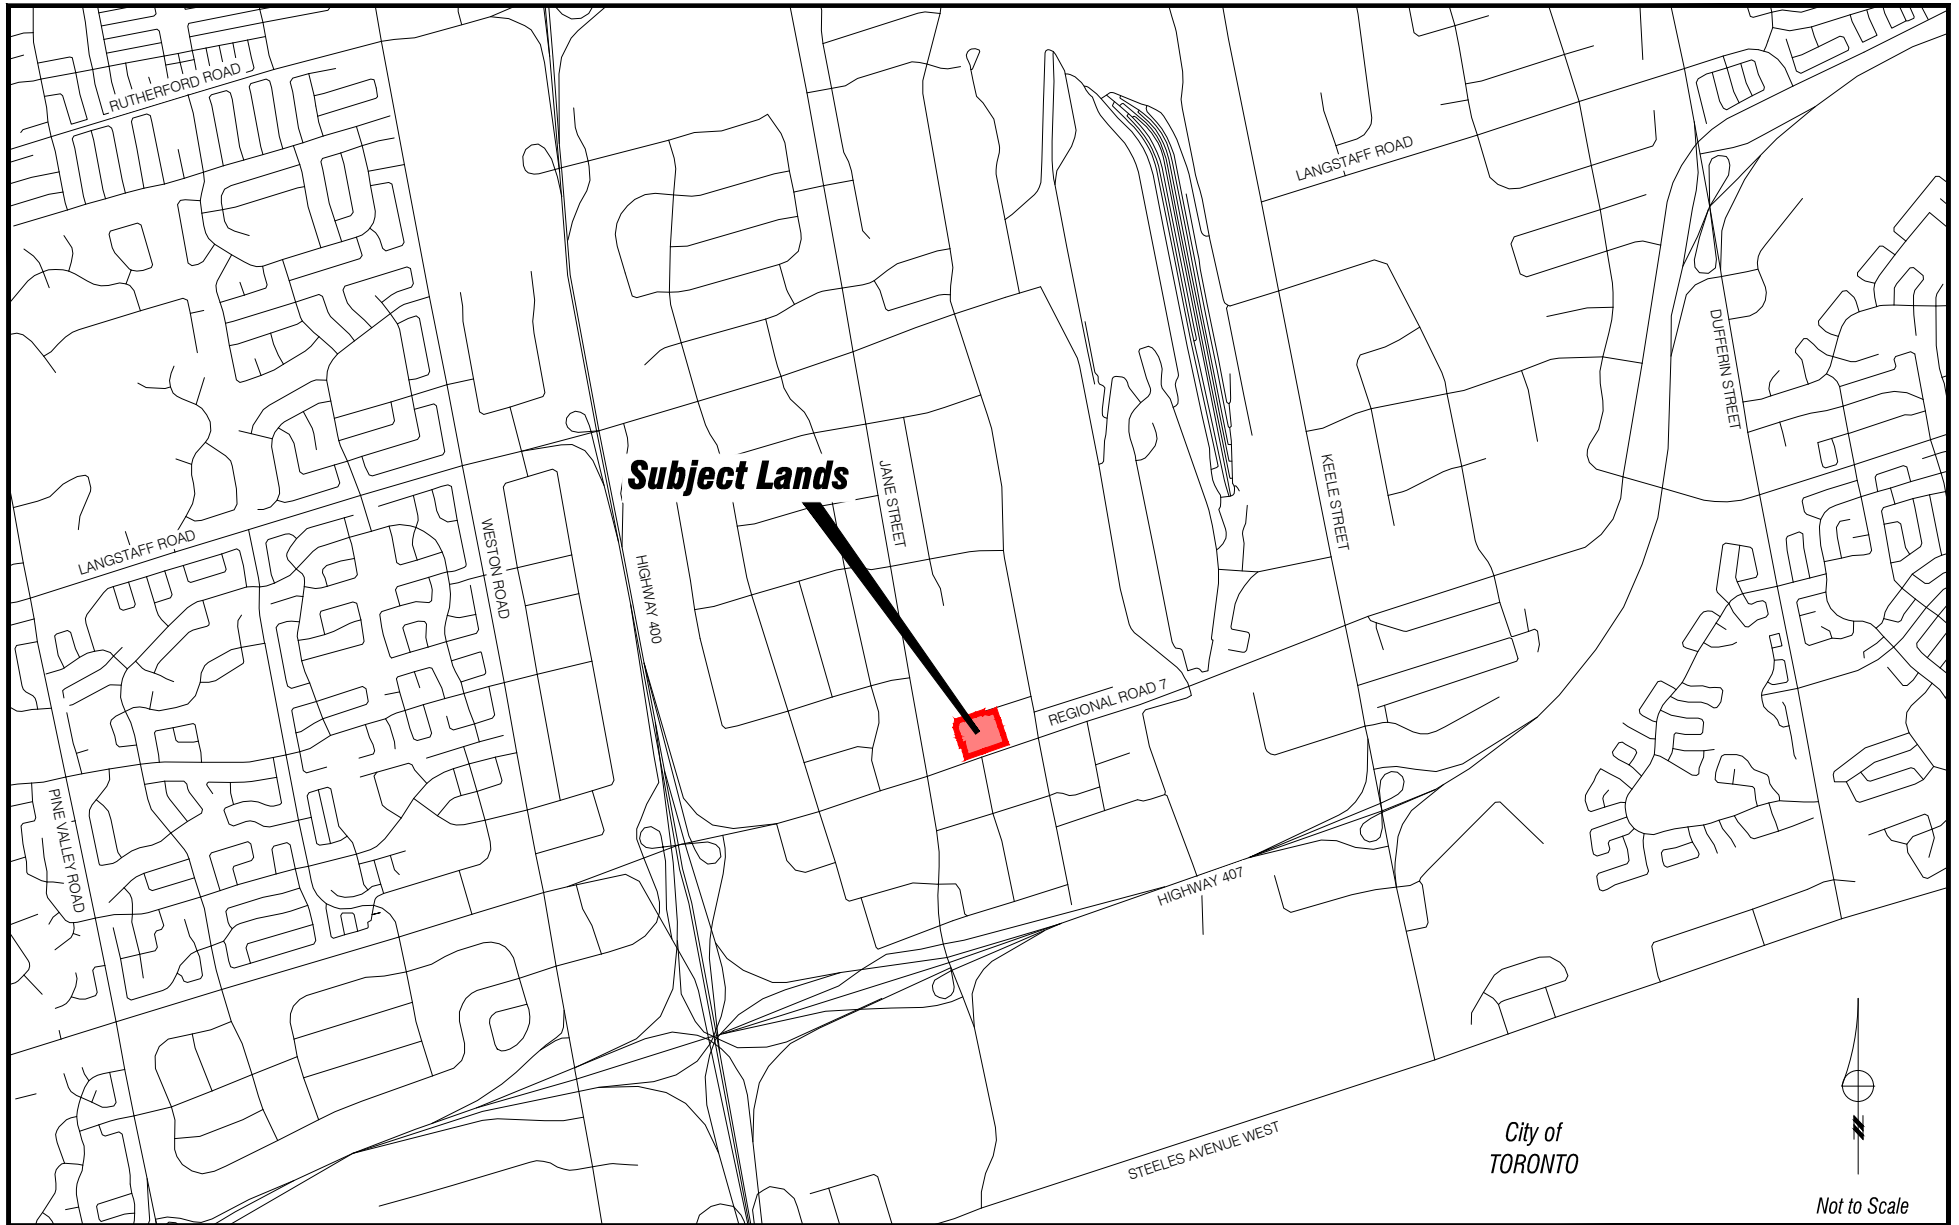 RUTHERFORD ROAD
LANGSTAFF ROAD
DUFFERIN STREET
Subject Lands
JANE STREET
KEELE STREET
LANGSTAFF ROAD
WESTON ROAD
HIGHWAY 400
REGIONAL ROAD 7
PINE VALLEY ROAD
HIGHWAY 407
STEELES AVENUE WEST
City of
TORONTO
N
Not to Scale